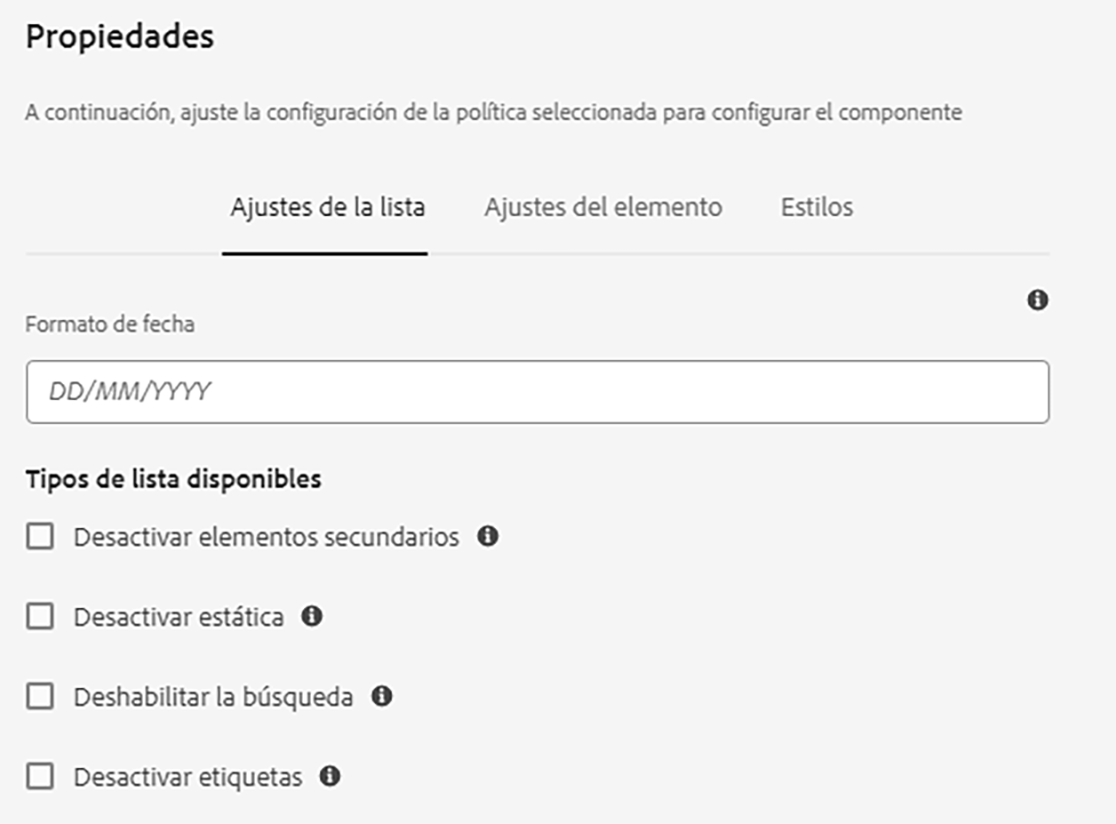 Propiedades
A continuación, ajuste la configuración de la política seleccionada para configurar el componente
Ajustes de la lista Ajustes del elemento Estilos
Formato de fecha
DD/MM/YYYY
Tipos de lista disponibles
Desactivar elementos secundarios
Desactivar estática
Deshabilitar la búsqueda
Desactivar etiquetas